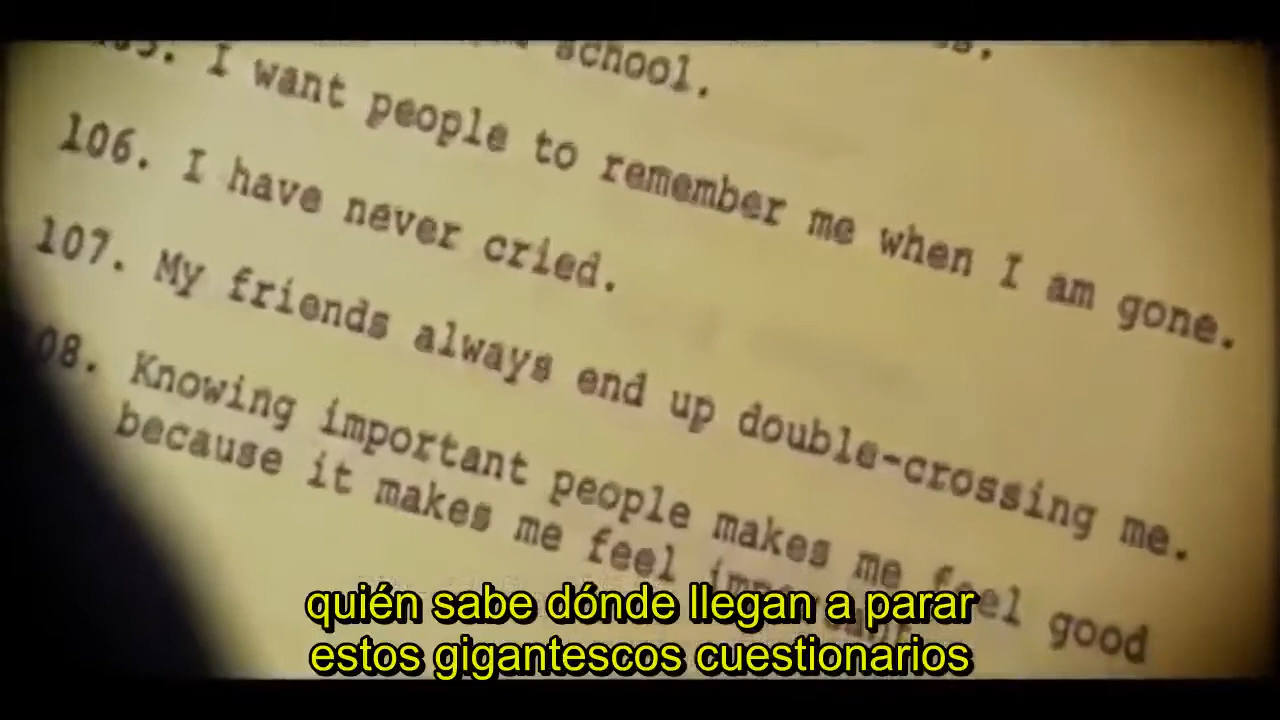 school.
I want people to remember me when I am gone.
106. I have never cried.
107. My friends always end up double-crossing me.
108. Knowing important people makes me feel good
because it makes me feel important
quién sabe dónde llegan a parar
estos gigantescos cuestionarios